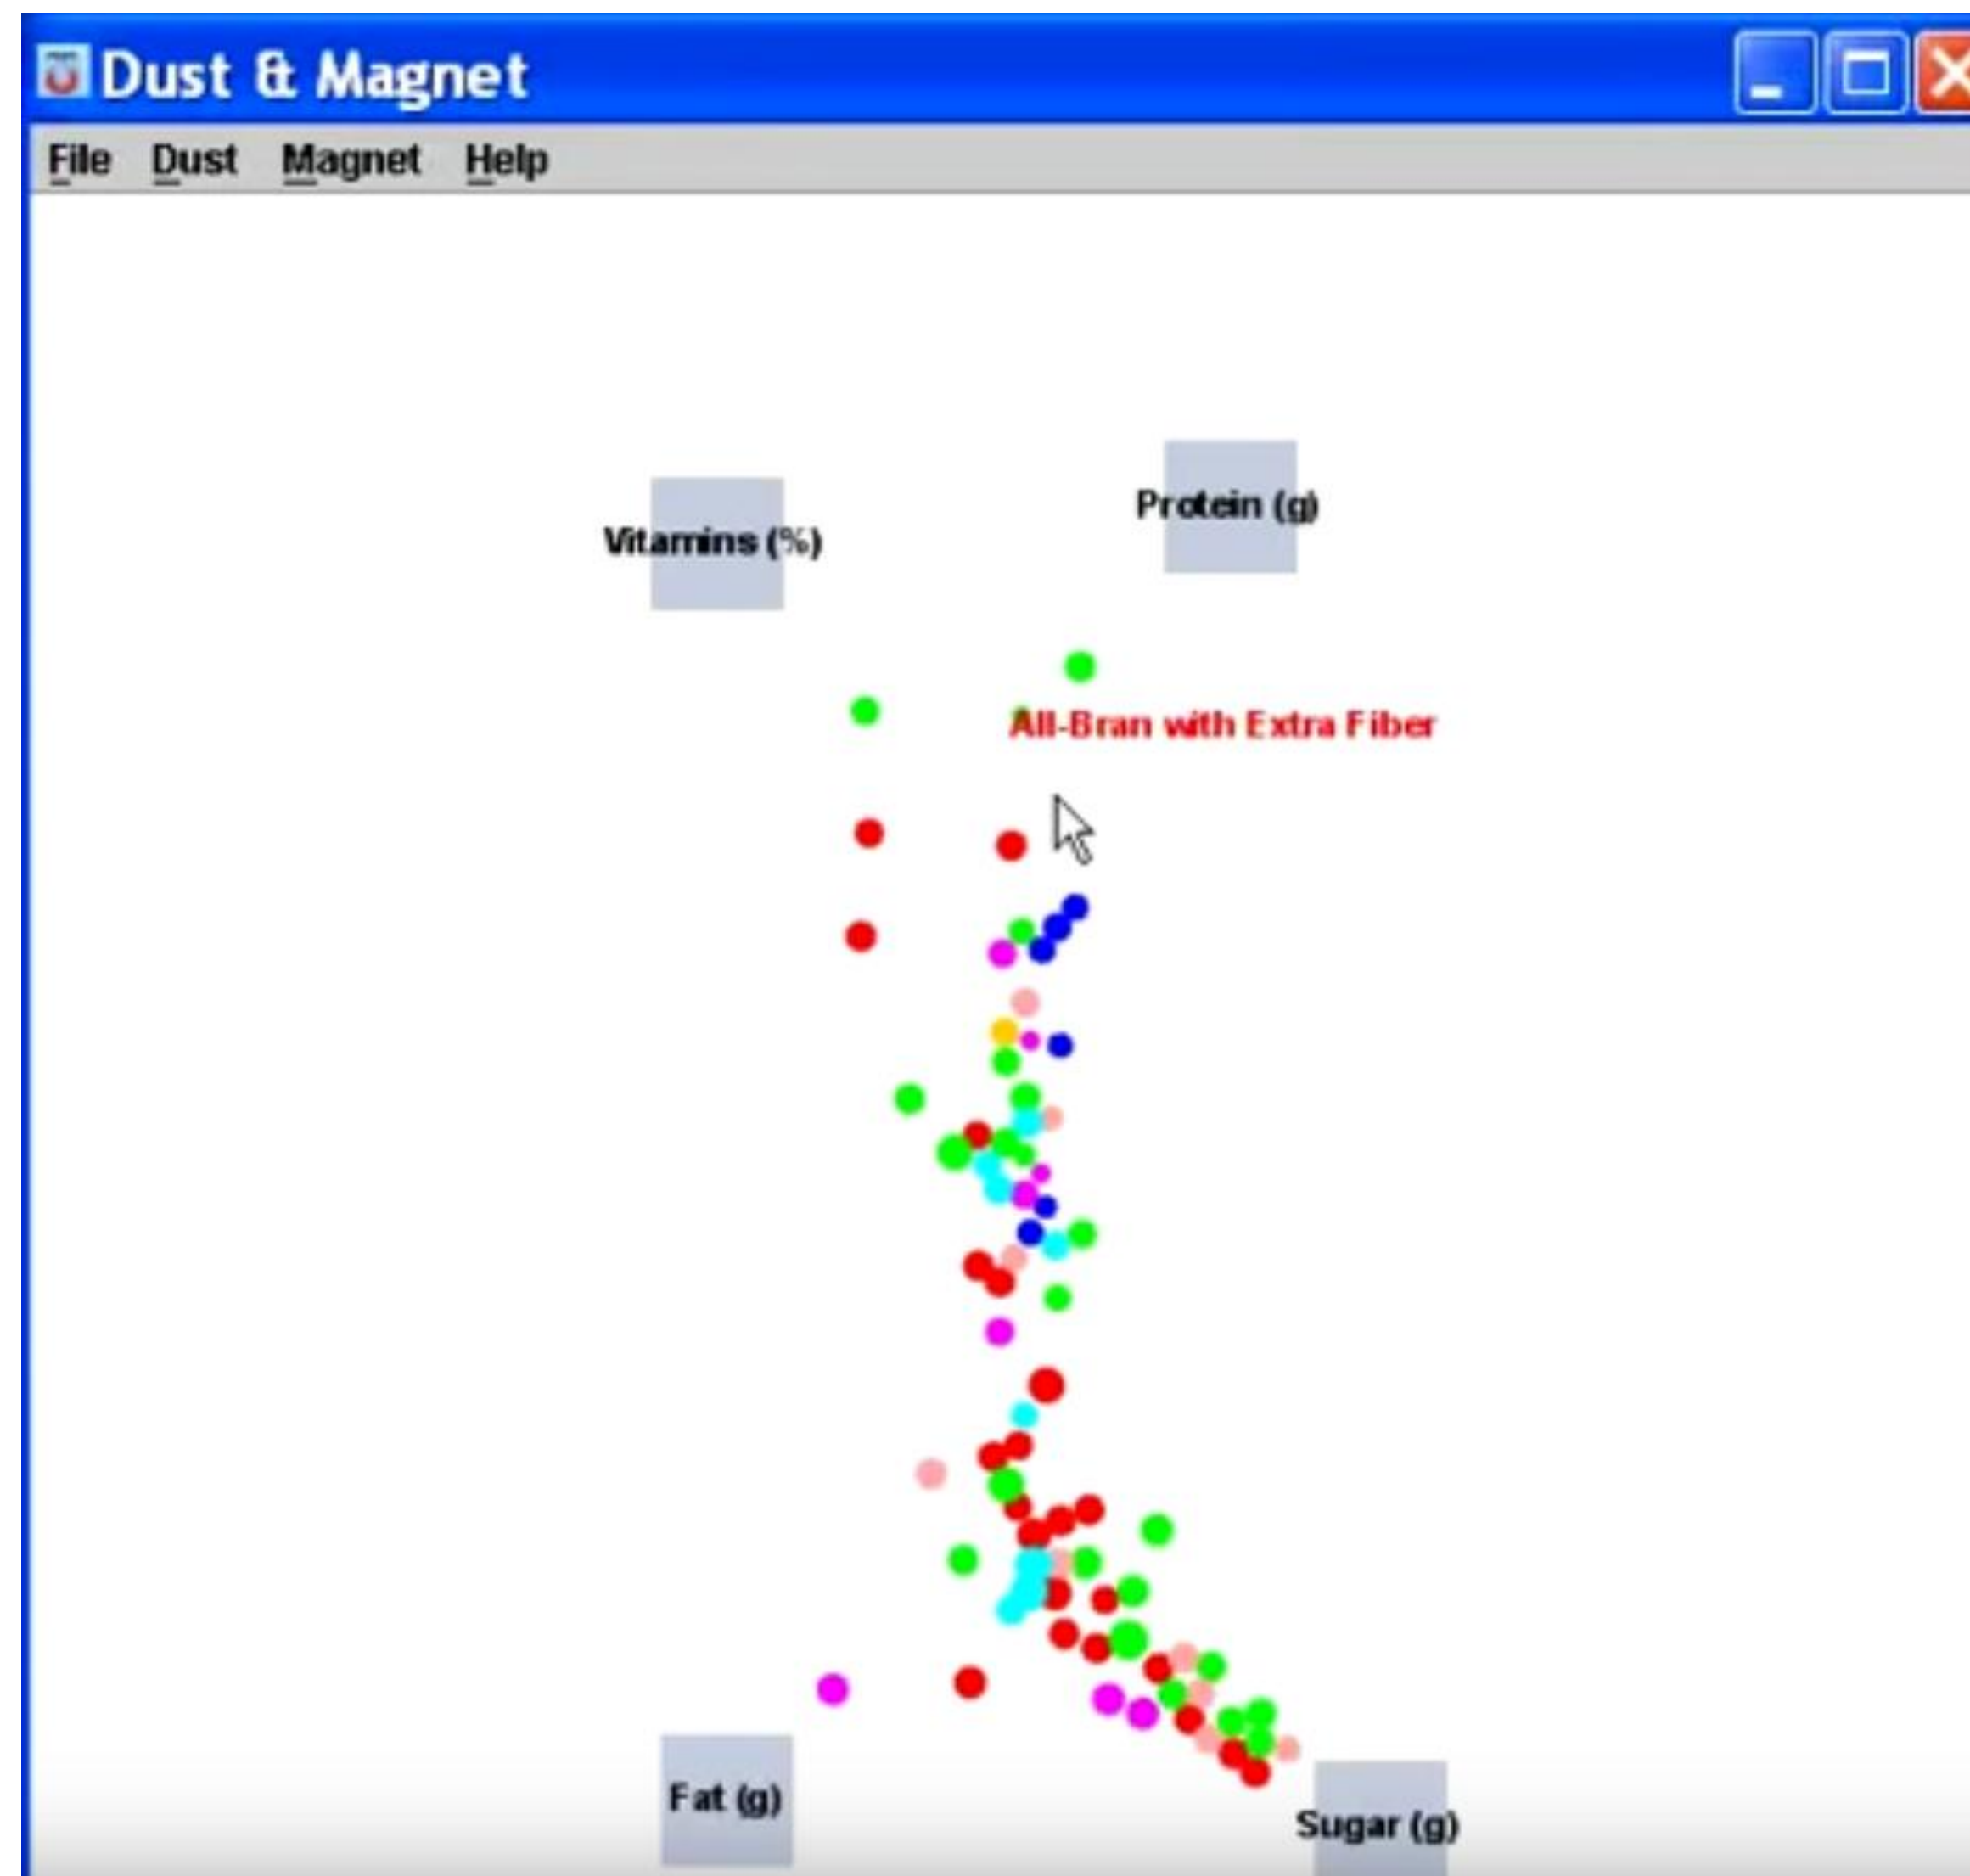 Dust & Magnet
File Dust Magnet Help
Protein (g)
Vitamins (%)
All-Bran with Extra Fiber
Fat (g)
Sugar (g)